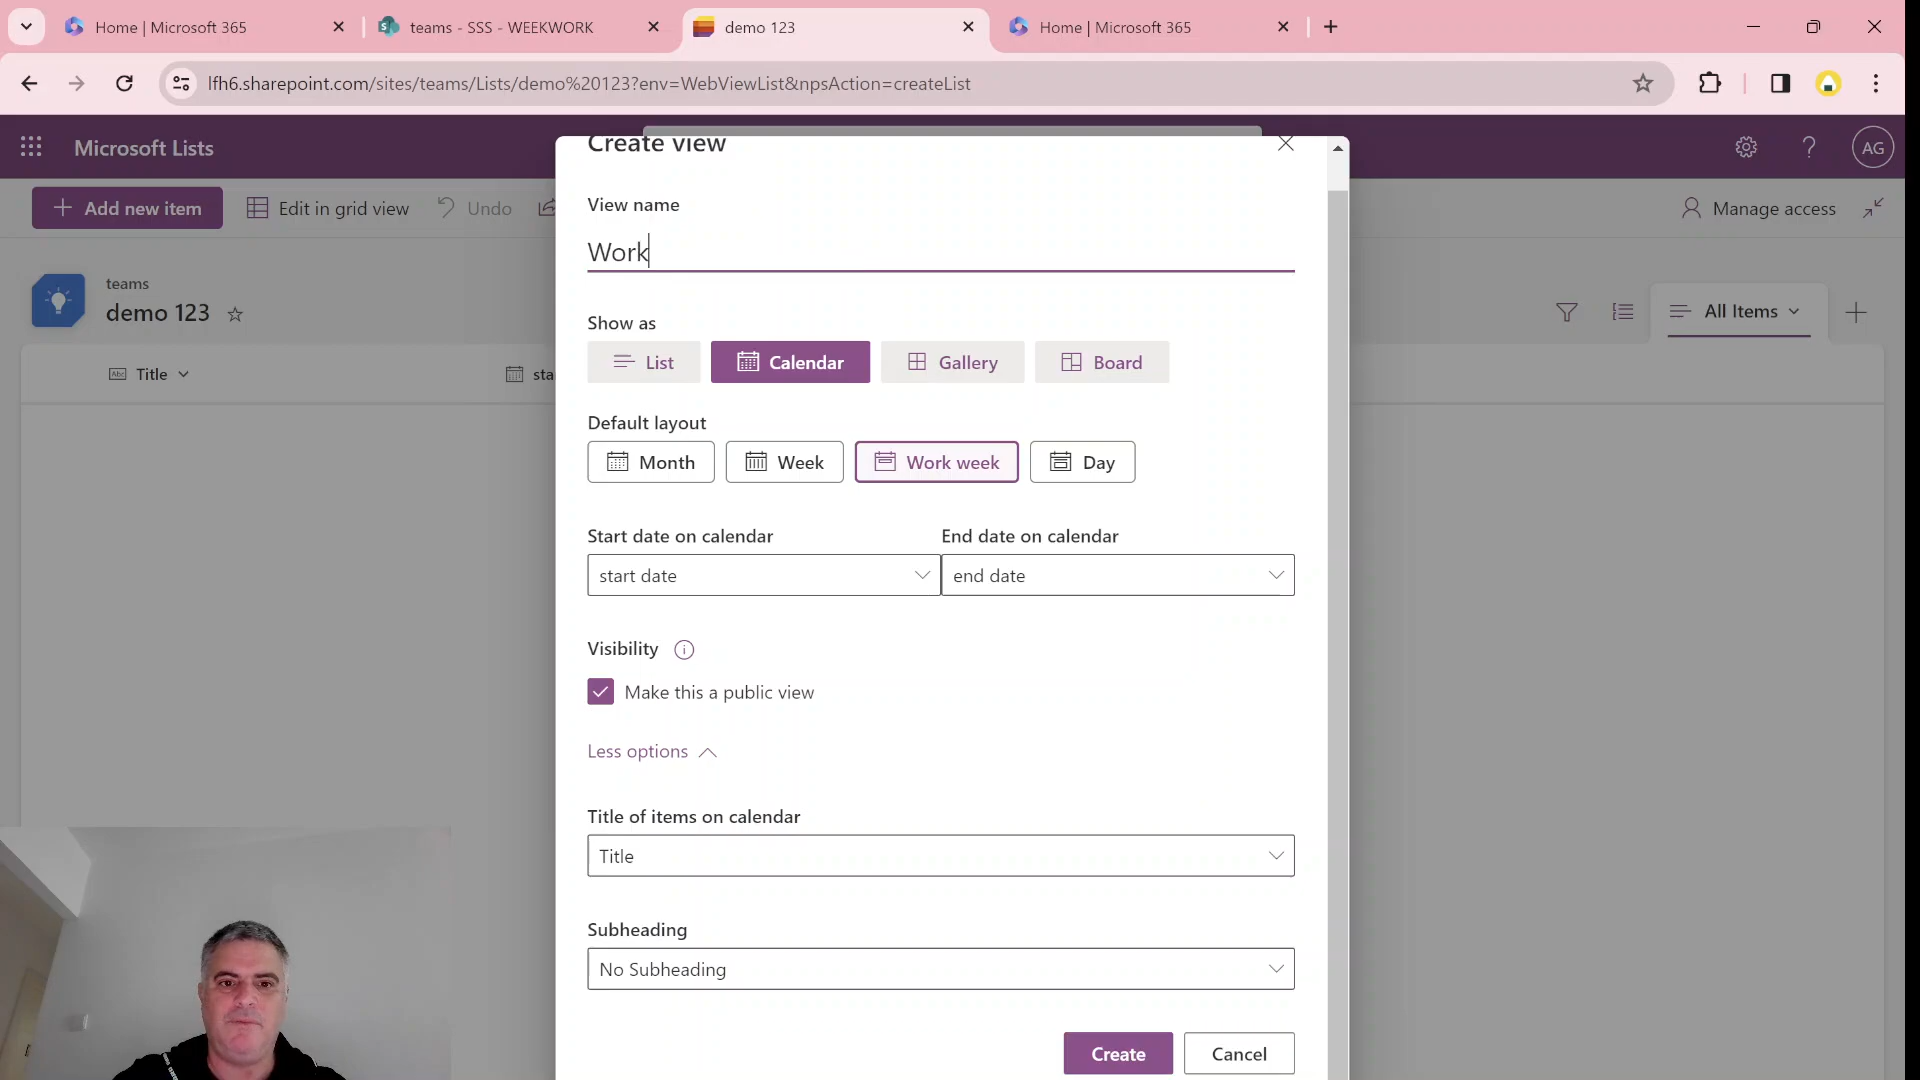 Home | Microsoft 365
teams - SSS - WEEKWORK
demo 123
Home | Microsoft 365
lfh6.sharepoint.com/sites/teams/Lists/demo%20123?env=WebViewList&npsAction=createList
Microsoft Lists
AG
Add new item
Edit in grid view
Undo
Manage access
teams
demo 123
All Items
Abc Title
sta
Create view
View name
Work
Show as
List
Calendar
Gallery
Board
Default layout
Month
Week
Work week
Day
Start date on calendar
End date on calendar
start date
end date
Visibility
Make this a public view
Less options
Title of items on calendar
Title
Subheading
No Subheading
Create
Cancel